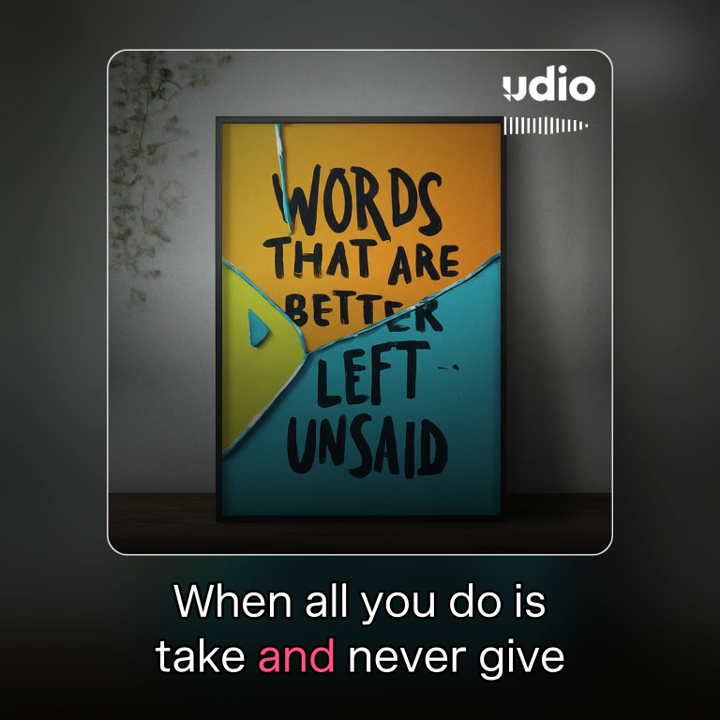 udio
WORDS
THAT ARE
BETTER
LEFT
UNSAID
When all you do is
take and never give